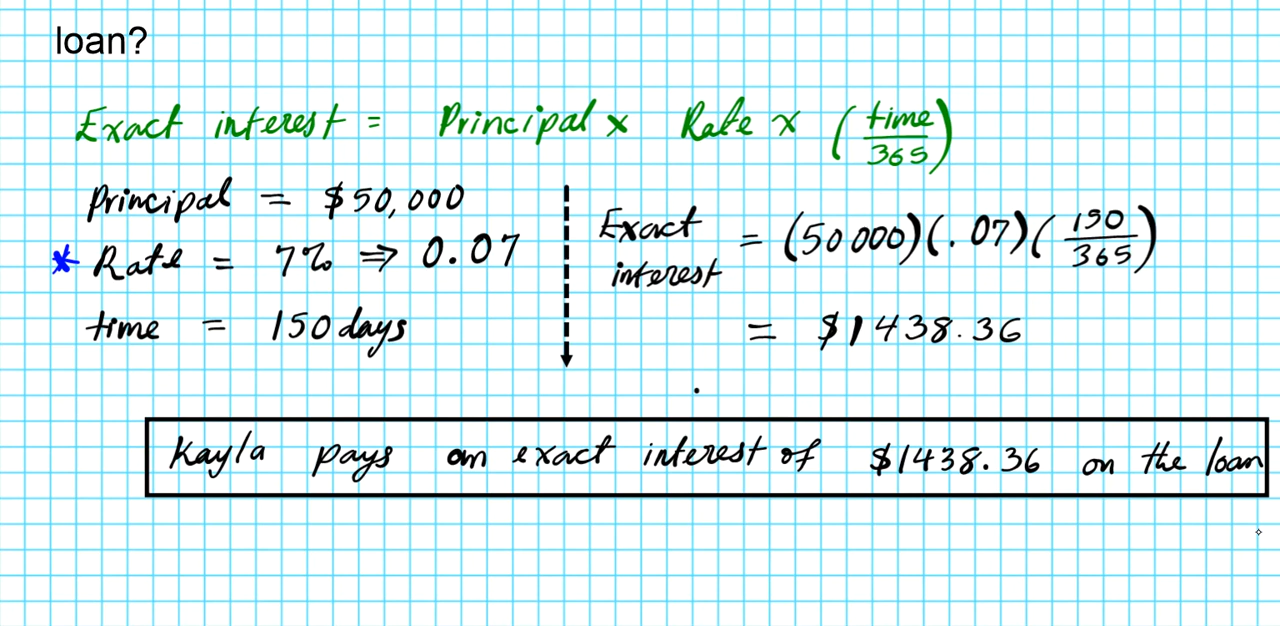 loan?
Exact interest = Principal x Rate x (time/365)
Principal = $50,000
* Rate = 7% ⇒ 0.07
time = 150 days
Exact interest = (50000)(.07)(150/365)
= $1438.36
Kayla pays an exact interest of $1438.36 on the loan